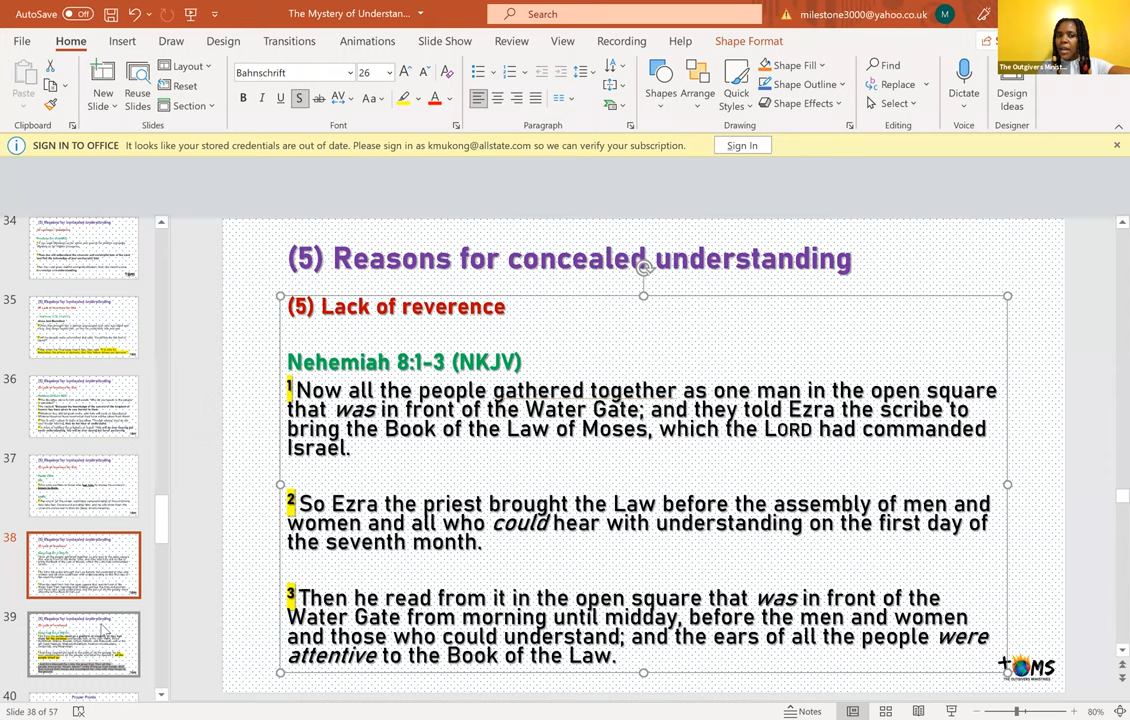 AutoSave Off
The Mystery of Understan...
Search
milestone3000@yahoo.co.uk
M
The Outgivers Minist...
File Home Insert Draw Design Transitions Animations Slide Show Review View Recording Help Shape Format
Paste
Clipboard
New Slide
Reuse Slides
Layout
Reset
Section
Slides
Bahnschrift 26
B I U S ab AV Aa A
Font
Paragraph
Shapes
Arrange
Quick Styles
Shape Fill
Shape Outline
Shape Effects
Drawing
Find
Replace
Select
Editing
Dictate
Voice
Design Ideas
Designer
SIGN IN TO OFFICE It looks like your stored credentials are out of date. Please sign in as kmukong@allstate.com so we can verify your subscription. Sign In
34
35
36
37
38
39
40
Prayer Points
(5) Reasons for concealed understanding
(5) Lack of reverence
Nehemiah 8:1-3 (NKJV)
1 Now all the people gathered together as one man in the open square
that was in front of the Water Gate; and they told Ezra the scribe to
bring the Book of the Law of Moses, which the LORD had commanded
Israel.
2 So Ezra the priest brought the Law before the assembly of men and
women and all who could hear with understanding on the first day of
the seventh month.
3 Then he read from it in the open square that was in front of the
Water Gate from morning until midday, before the men and women
and those who could understand; and the ears of all the people were
attentive to the Book of the Law.
TOMS
THE OUTGIVERS MINISTRIES
Slide 38 of 57
Notes
80%